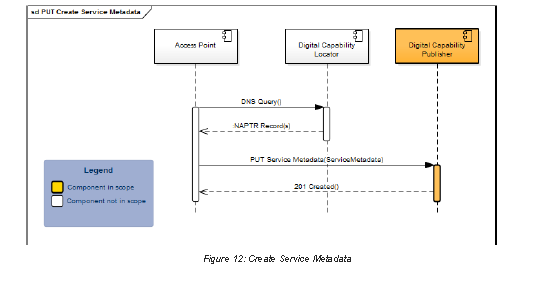 sd PUT Create Service Metadata
Access Point
Digital Capability
Locator
Digital Capability
Publisher
DNS Query()
:NAPTR Record(s)
PUT Service Metadata(ServiceMetadata)
:201 Created()
Legend
Component in scope
Component not in scope
Figure 12: Create Service Metadata